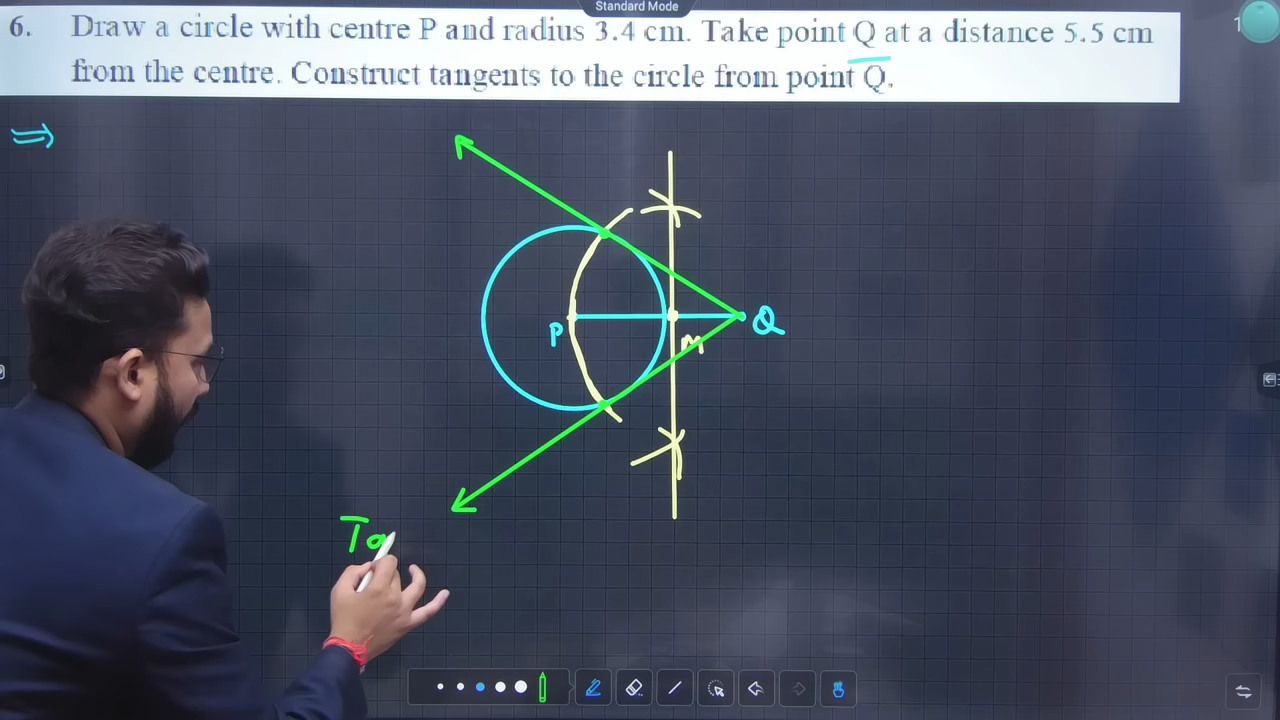 Standard Mode
6. Draw a circle with centre P and radius 3.4 cm. Take point Q at a distance 5.5 cm
from the centre. Construct tangents to the circle from point Q.
P
M
Q
Ta